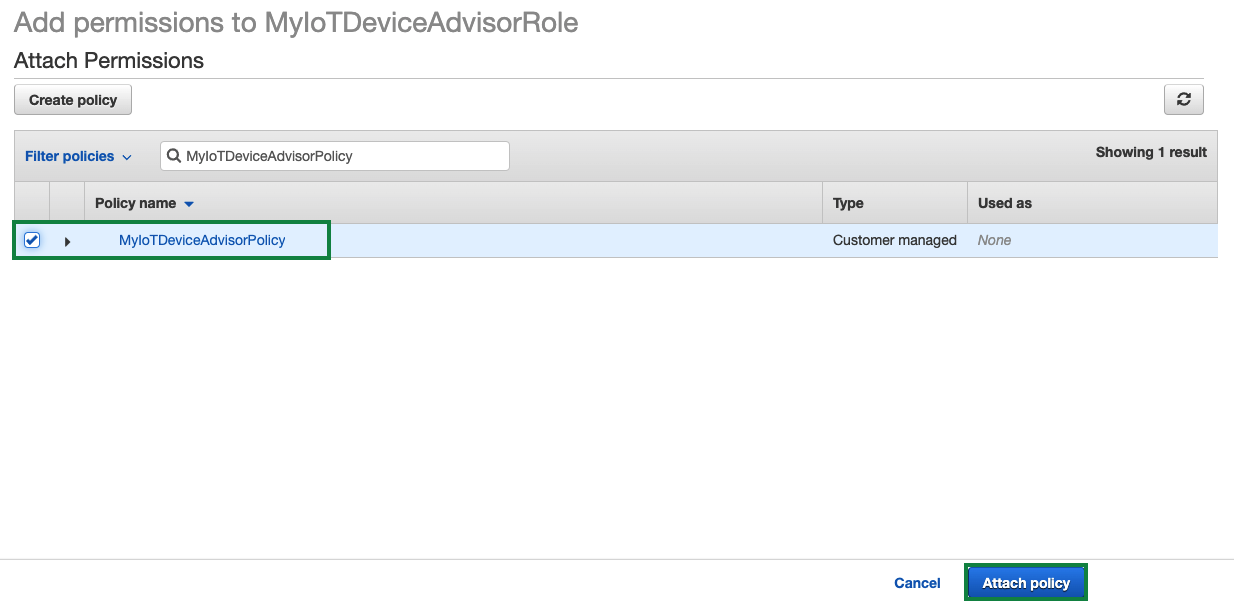 Add permissions to MyIoTDeviceAdvisorRole
Attach Permissions
Create policy
Filter policies MyIoTDeviceAdvisorPolicy Showing 1 result
Policy name Type Used as
MyIoTDeviceAdvisorPolicy Customer managed None
Cancel Attach policy